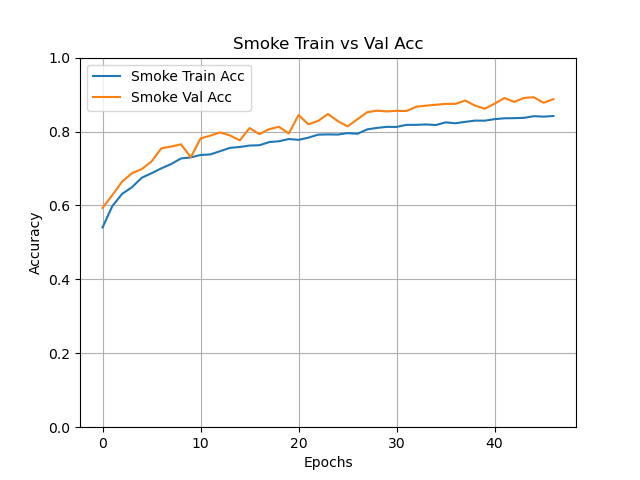 Smoke Train vs Val Acc
Smoke Train Acc
Smoke Val Acc
1.0
0.8
0.6
0.4
0.2
0.0
Accuracy
0 10 20 30 40
Epochs